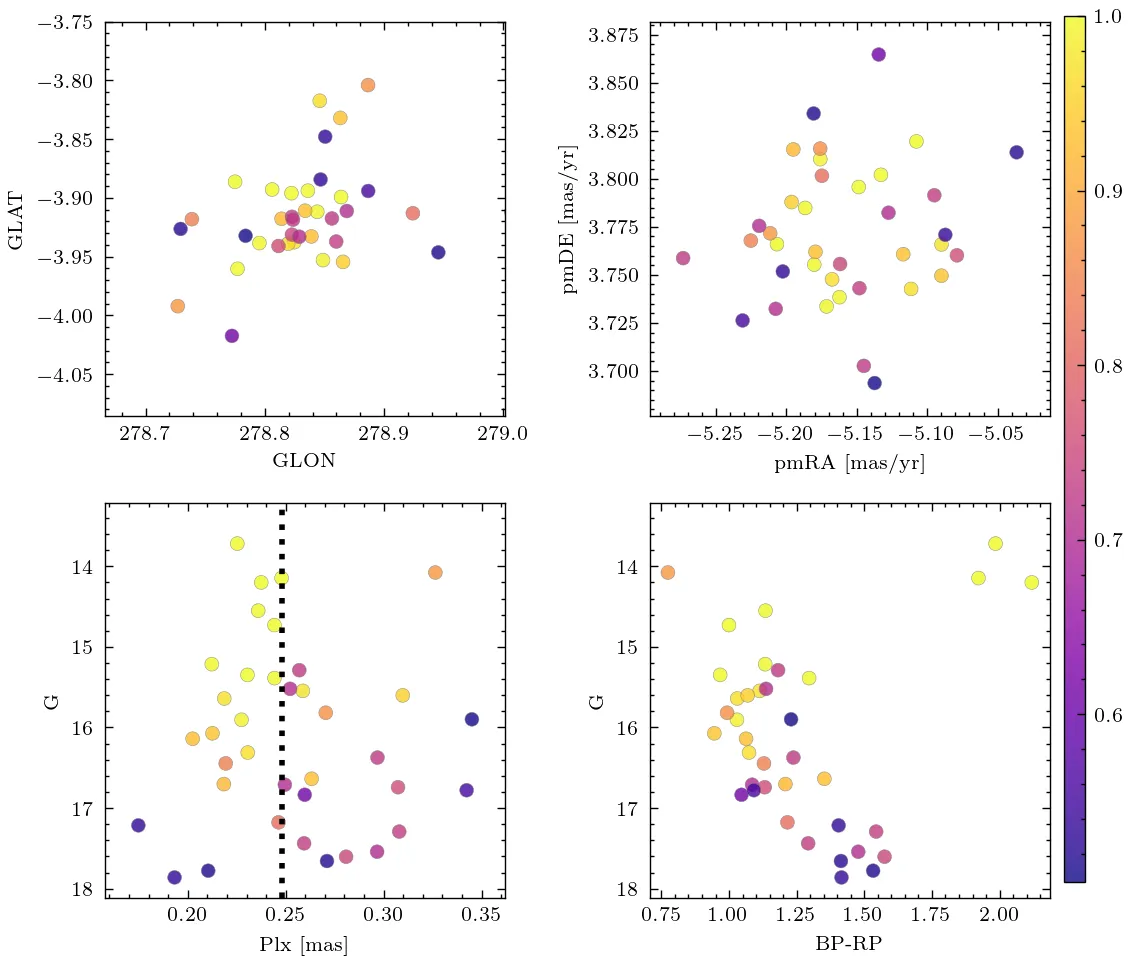 −3.75
−3.80
−3.85
−3.90
−3.95
−4.00
−4.05
GLAT
278.7 278.8 278.9 279.0
GLON
3.875
3.850
3.825
3.800
3.775
3.750
3.725
3.700
pmDE [mas/yr]
−5.25 −5.20 −5.15 −5.10 −5.05
pmRA [mas/yr]
1.0
0.9
0.8
0.7
0.6
14
15
16
17
18
G
0.20 0.25 0.30 0.35
Plx [mas]
14
15
16
17
18
G
0.75 1.00 1.25 1.50 1.75 2.00
BP-RP